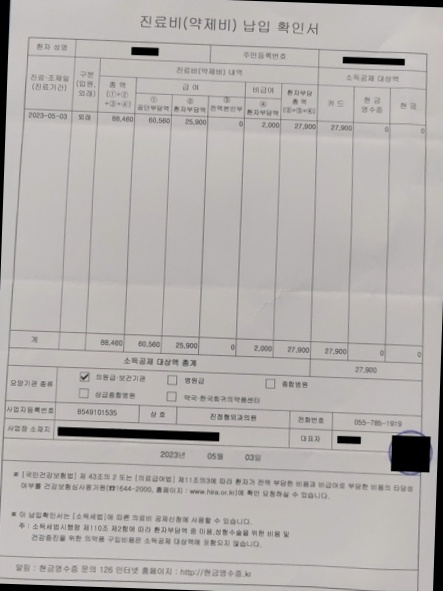 진료비(약제비) 납입 확인서
환자 성명
주민등록번호
진료·조제일
(진료기간)
구분
(입원,
외래)
진료비(약제비) 내역
소득공제 대상액
총 액
(①+②
+③+④)
급 여
비급여
환자부담
총 액
(②+③+④)
카 드
현 금
영수증
현 금
①
공단부담액
②
환자부담액
③
전액본인부담
④
환자부담액
2023-05-03 외래 88,460 60,560 25,900 0 2,000 27,900 27,900 0 0
계 88,460 60,560 25,900 0 2,000 27,900 27,900 0 0
소득공제 대상액 총계 27,900
요양기관 종류
의원급·보건기관 병원급 종합병원
상급종합병원 약국·한국희귀의약품센터
사업자등록번호 8549101535 상 호 진정형외과의원 전화번호 055-785-1919
사업장 소재지 대표자
2023년 05월 03일
※ [국민건강보험법] 제 43조의 2 또는 [의료급여법] 제11조의3에 따라 환자가 전액 부담한 비용과 비급여로 부담한 비용의 타당성
여부를 건강보험심사평가원(☎1644-2000, 홈페이지 : www.hira.or.kr)에 확인 요청하실 수 있습니다.
※ 이 납입확인서는 [소득세법]에 따른 의료비 공제신청에 사용할 수 있습니다.
주 : 소득세법시행령 제110조 제2항에 따라 환자부담액 중 미용,성형수술을 위한 비용 및
건강증진을 위한 의약품 구입비용은 소득공제 대상액에 포함되지 않습니다.
알림 : 현금영수증 문의 126 인터넷 홈페이지 : http://현금영수증.kr